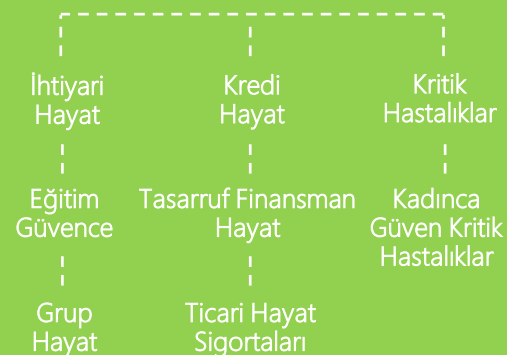 İhtiyari
Hayat
Kredi
Hayat
Kritik
Hastalıklar
Eğitim
Güvence
Tasarruf Finansman
Hayat
Kadınca
Güven Kritik
Hastalıklar
Grup
Hayat
Ticari Hayat
Sigortaları